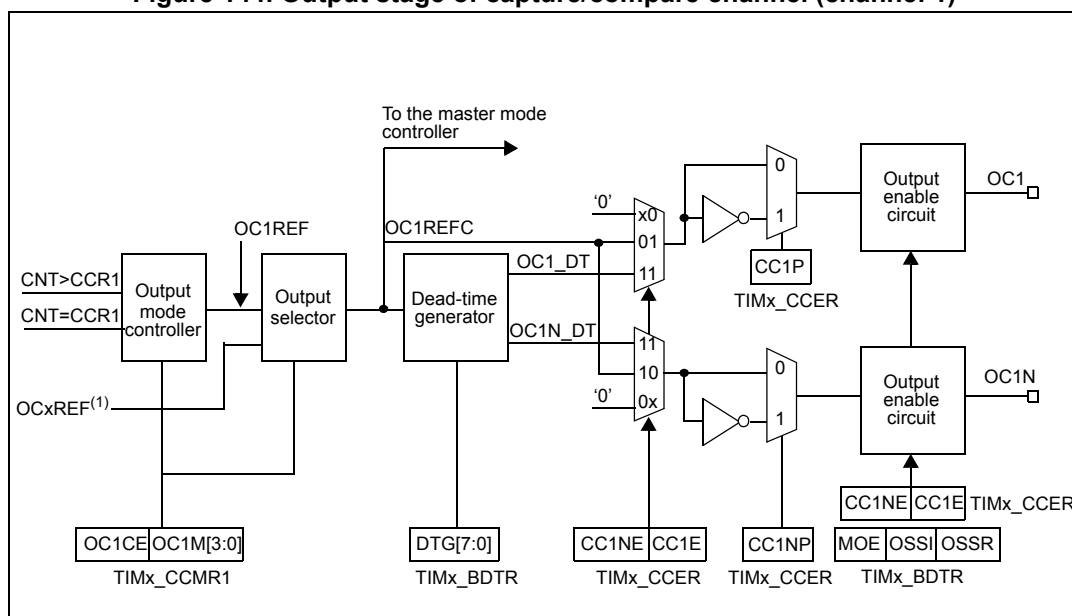 To the master mode
controller
OC1REF
OC1REFC
'0'
x0
01
11
OC1_DT
CNT>CCR1
CNT=CCR1
Output
mode
controller
Output
selector
Dead-time
generator
OC1N_DT
11
10
0x
'0'
OCxREF(1)
0
1
CC1P
TIMx_CCER
Output
enable
circuit
OC1
0
1
Output
enable
circuit
OC1N
CC1NE CC1E TIMx_CCER
OC1CE OC1M[3:0]
TIMx_CCMR1
DTG[7:0]
TIMx_BDTR
CC1NE CC1E
TIMx_CCER
CC1NP
TIMx_CCER
MOE OSSI OSSR
TIMx_BDTR